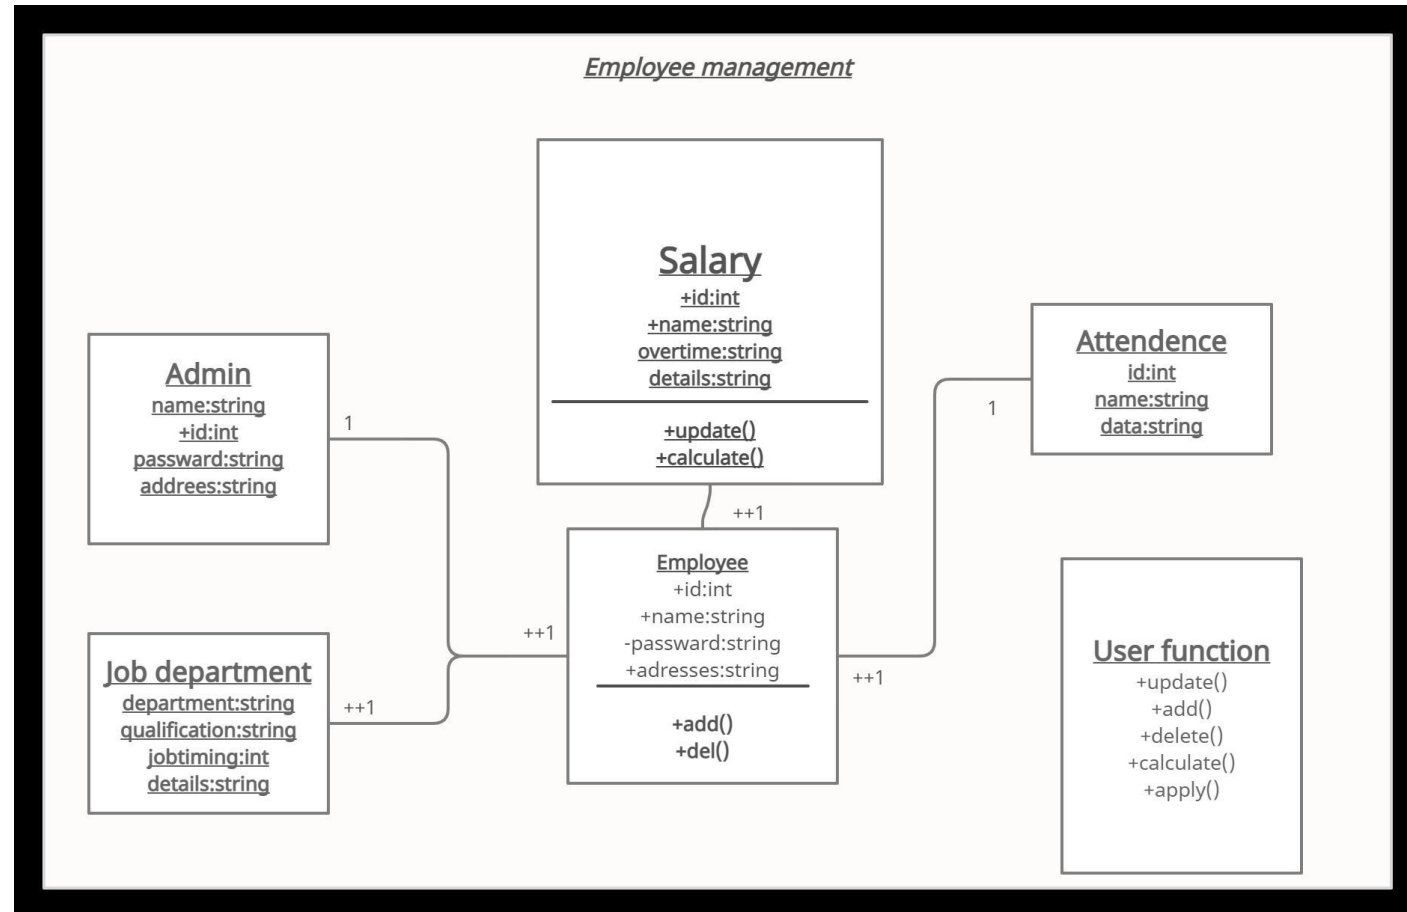 Employee management
Salary
+id:int
+name:string
overtime:string
details:string
+update()
+calculate()
Admin
name:string
+id:int
passward:string
addrees:string
1
Attendence
id:int
name:string
data:string
1
++1
Employee
+id:int
+name:string
-passward:string
+adresses:string
+add()
+del()
++1
++1
Job department
department:string
qualification:string
jobtiming:int
details:string
++1
User function
+update()
+add()
+delete()
+calculate()
+apply()